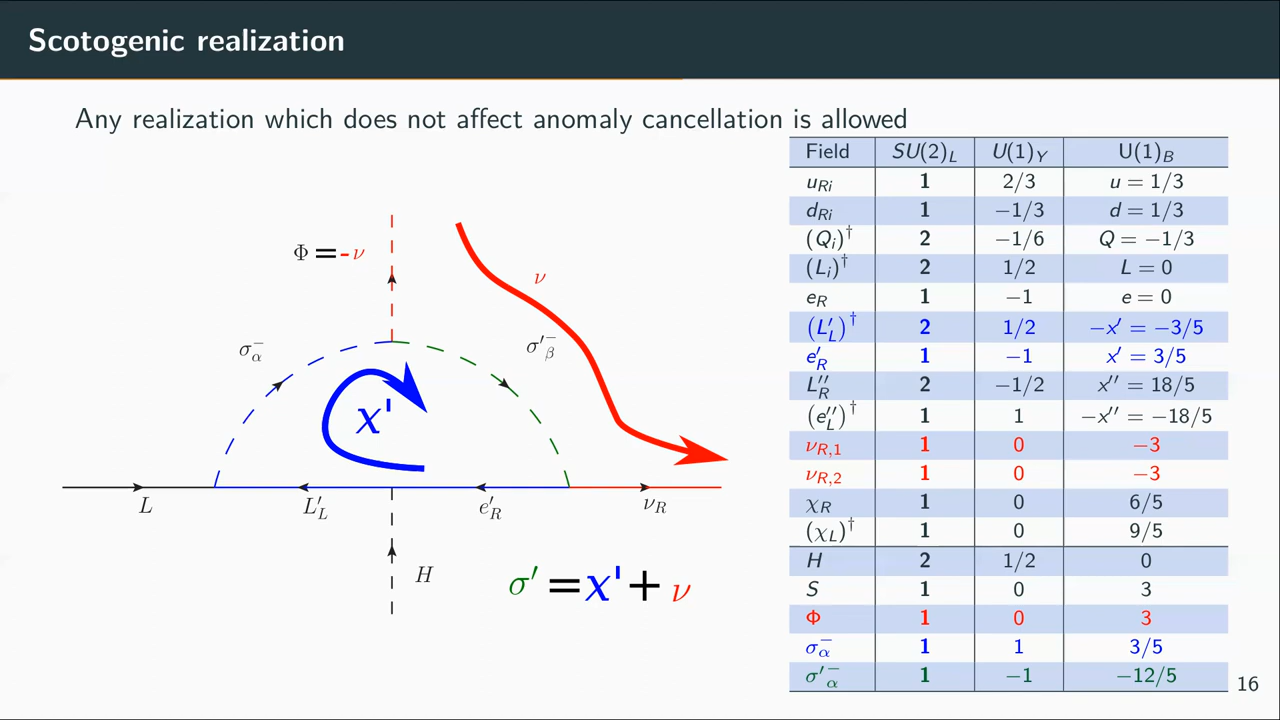 Scotogenic realization
Any realization which does not affect anomaly cancellation is allowed
Φ = -ν
ν
σ⁻_α
σ'⁻_β
x'
L
L'_L
e'_R
ν_R
H
σ' = x' + ν
Field SU(2)_L U(1)_Y U(1)_B
u_Ri 1 2/3 u = 1/3
d_Ri 1 −1/3 d = 1/3
(Q_i)† 2 −1/6 Q = −1/3
(L_i)† 2 1/2 L = 0
e_R 1 −1 e = 0
(L'_L)† 2 1/2 −x' = −3/5
e'_R 1 −1 x' = 3/5
L''_R 2 −1/2 x'' = 18/5
(e''_L)† 1 1 −x'' = −18/5
ν_R,1 1 0 −3
ν_R,2 1 0 −3
χ_R 1 0 6/5
(χ_L)† 1 0 9/5
H 2 1/2 0
S 1 0 3
Φ 1 0 3
σ⁻_α 1 1 3/5
σ'⁻_α 1 −1 −12/5
16